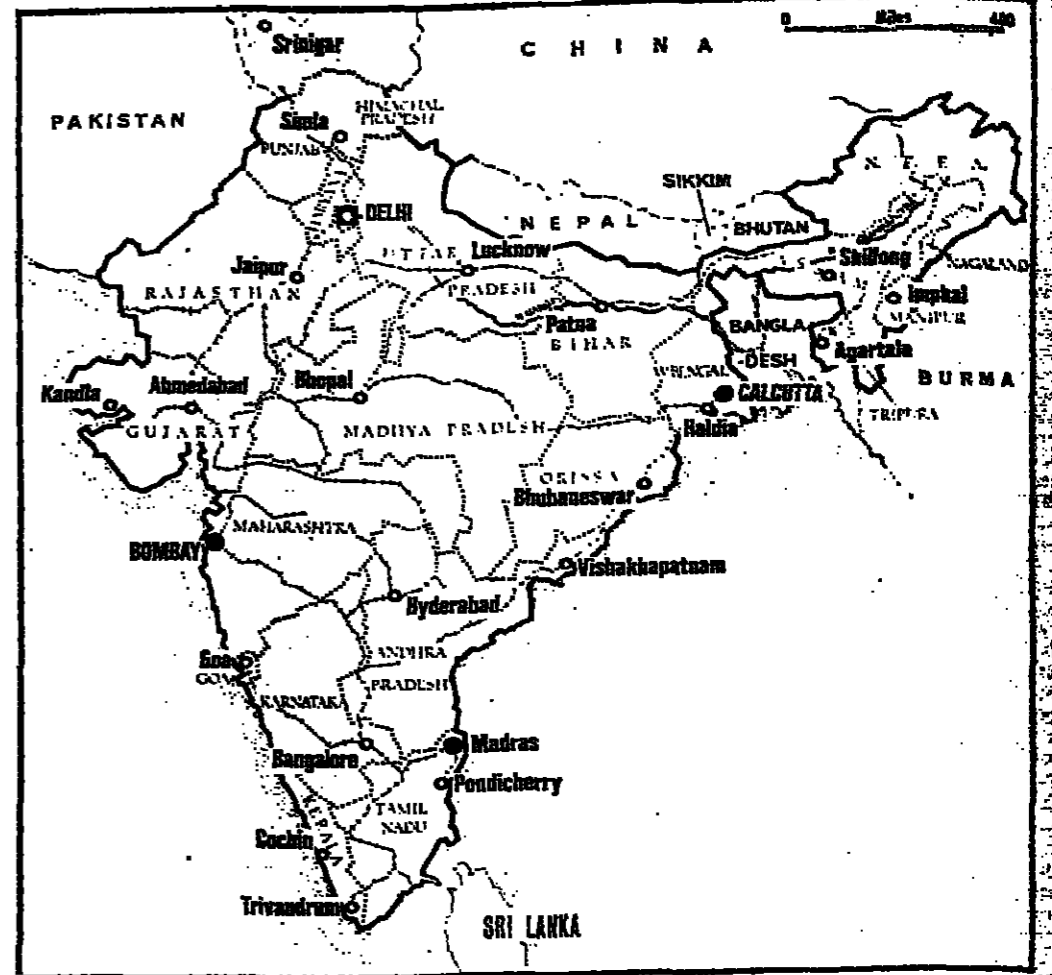 0 Miles 400
Srinigar
CHINA
PAKISTAN
HIMACHAL
PRADESH
Simla
PUNJAB
SIKKIM
N. E. F. A.
DELHI
NEPAL
BHUTAN
UTTAR
Lucknow
Shillong
NAGALAND
Jaipur
RAJASTHAN
PRADESH
Imphal
MANIPUR
Patna
BIHAR
BANGLA
DESH
Agartala
BURMA
Kandla
Ahmedabad
Bhopal
W BENGAL
CALCUTTA
TRIPURA
Haldia
GUJARAT
MADHYA PRADESH
ORISSA
Bhubaneswar
MAHARASHTRA
BOMBAY
Vishakhapatnam
Hyderabad
Goa
GOA
ANDHRA
PRADESH
KARNATAKA
Madras
Bangalore
Pondicherry
KERALA
TAMIL
NADU
Cochin
Trivandrum
SRI LANKA